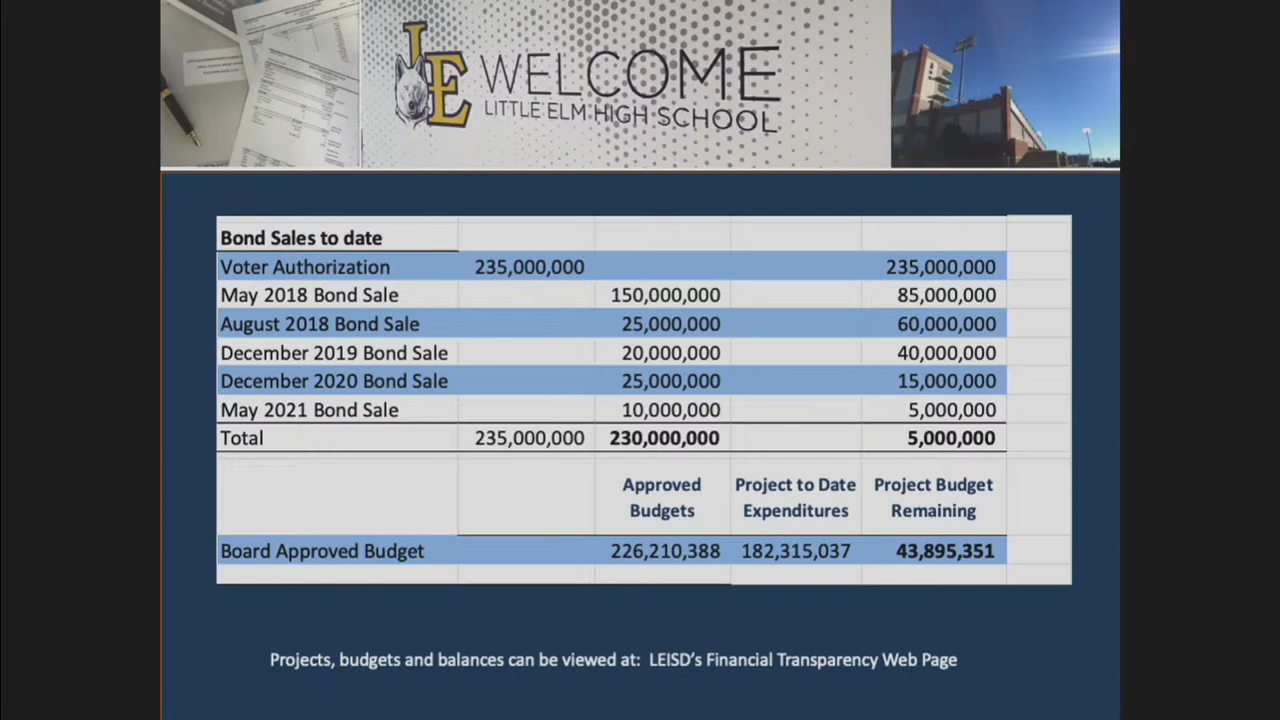 LE WELCOME
LITTLE ELM HIGH SCHOOL
Bond Sales to date
Voter Authorization 235,000,000 235,000,000
May 2018 Bond Sale 150,000,000 85,000,000
August 2018 Bond Sale 25,000,000 60,000,000
December 2019 Bond Sale 20,000,000 40,000,000
December 2020 Bond Sale 25,000,000 15,000,000
May 2021 Bond Sale 10,000,000 5,000,000
Total 235,000,000 230,000,000 5,000,000
Approved Project to Date Project Budget
Budgets Expenditures Remaining
Board Approved Budget 226,210,388 182,315,037 43,895,351
Projects, budgets and balances can be viewed at: LEISD's Financial Transparency Web Page